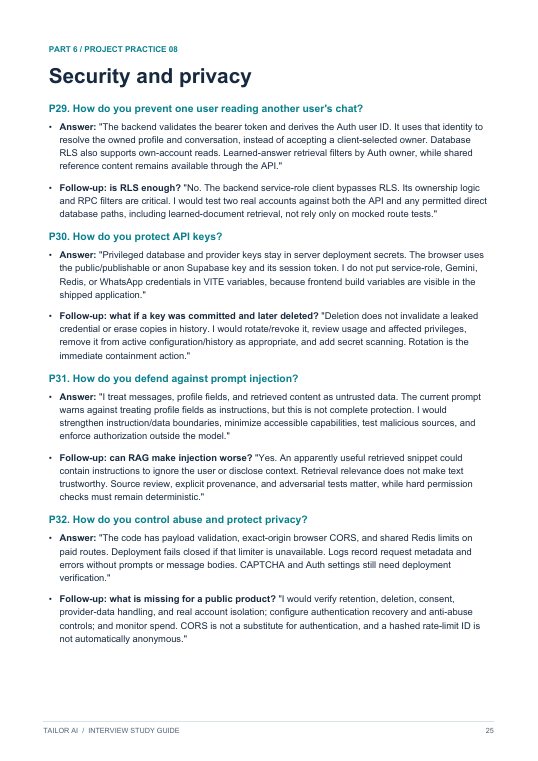 PART 6 / PROJECT PRACTICE 08
Security and privacy
P29. How do you prevent one user reading another user's chat?
• Answer: "The backend validates the bearer token and derives the Auth user ID. It uses that identity to
resolve the owned profile and conversation, instead of accepting a client-selected owner. Database
RLS also supports own-account reads. Learned-answer retrieval filters by Auth owner, while shared
reference content remains available through the API."
• Follow-up: is RLS enough? "No. The backend service-role client bypasses RLS. Its ownership logic
and RPC filters are critical. I would test two real accounts against both the API and any permitted direct
database paths, including learned-document retrieval, not rely only on mocked route tests."
P30. How do you protect API keys?
• Answer: "Privileged database and provider keys stay in server deployment secrets. The browser uses
the public/publishable or anon Supabase key and its session token. I do not put service-role, Gemini,
Redis, or WhatsApp credentials in VITE variables, because frontend build variables are visible in the
shipped application."
• Follow-up: what if a key was committed and later deleted? "Deletion does not invalidate a leaked
credential or erase copies in history. I would rotate/revoke it, review usage and affected privileges,
remove it from active configuration/history as appropriate, and add secret scanning. Rotation is the
immediate containment action."
P31. How do you defend against prompt injection?
• Answer: "I treat messages, profile fields, and retrieved content as untrusted data. The current prompt
warns against treating profile fields as instructions, but this is not complete protection. I would
strengthen instruction/data boundaries, minimize accessible capabilities, test malicious sources, and
enforce authorization outside the model."
• Follow-up: can RAG make injection worse? "Yes. An apparently useful retrieved snippet could
contain instructions to ignore the user or disclose context. Retrieval relevance does not make text
trustworthy. Source review, explicit provenance, and adversarial tests matter, while hard permission
checks must remain deterministic."
P32. How do you control abuse and protect privacy?
• Answer: "The code has payload validation, exact-origin browser CORS, and shared Redis limits on
paid routes. Deployment fails closed if that limiter is unavailable. Logs record request metadata and
errors without prompts or message bodies. CAPTCHA and Auth settings still need deployment
verification."
• Follow-up: what is missing for a public product? "I would verify retention, deletion, consent,
provider-data handling, and real account isolation; configure authentication recovery and anti-abuse
controls; and monitor spend. CORS is not a substitute for authentication, and a hashed rate-limit ID is
not automatically anonymous."
TAILOR AI / INTERVIEW STUDY GUIDE
25